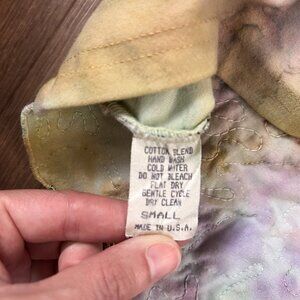 COTTON BLEND
HAND WASH
COLD WATER
DO NOT BLEACH
FLAT DRY
GENTLE CYCLE
DRY CLEAN
SMALL
MADE IN U.S.A.